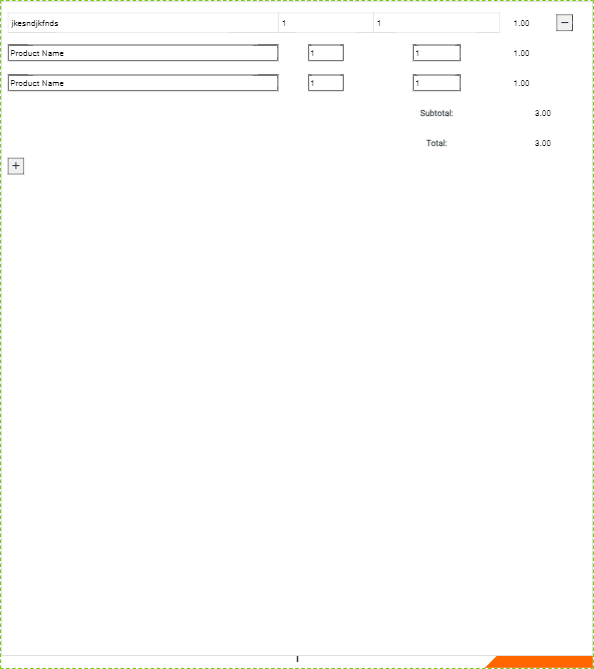 jkesndjkfnds 1 1 1.00 −
Product Name 1 1 1.00
Product Name 1 1 1.00
Subtotal: 3.00
Total: 3.00
+